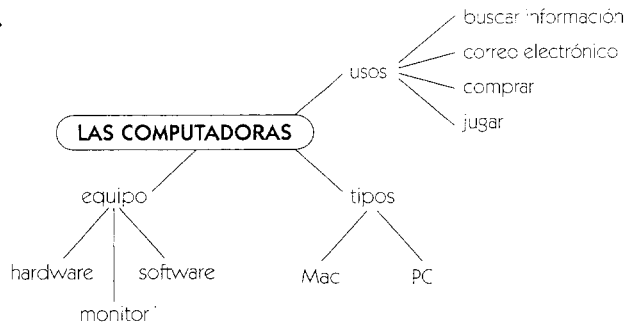 buscar información
correo electrónico
usos
comprar
jugar
LAS COMPUTADORAS
equipo
tipos
hardware
software
Mac
PC
monitor